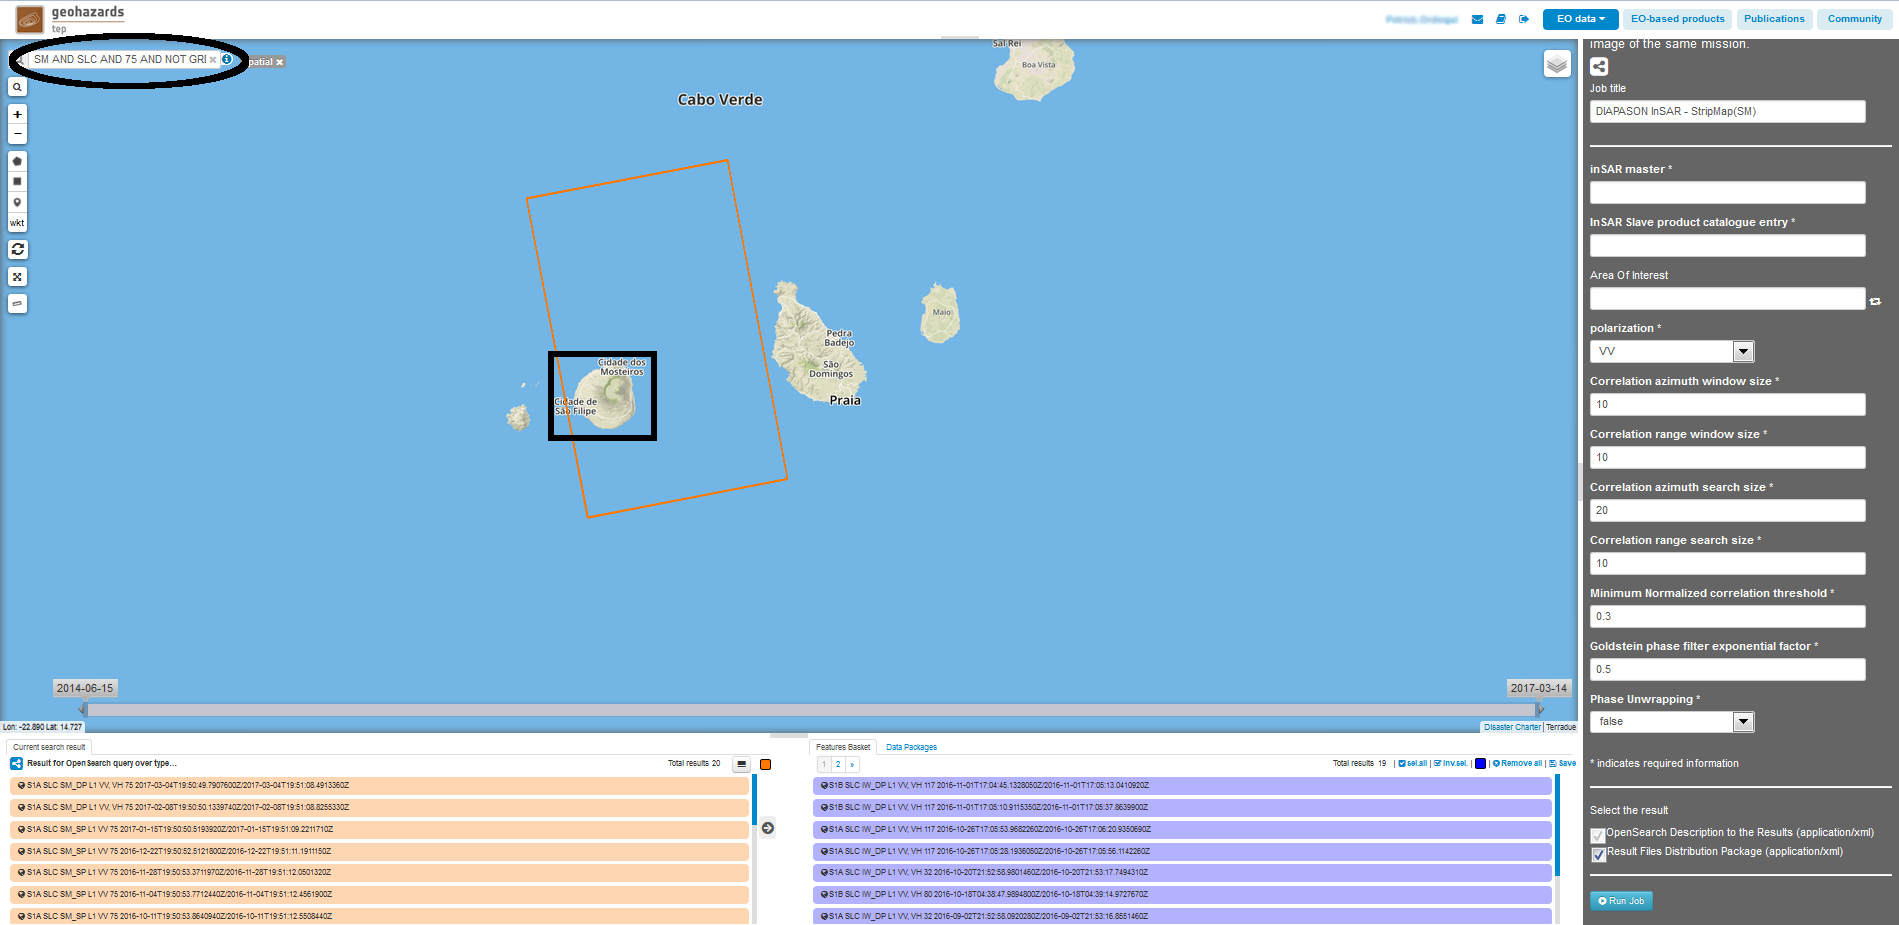 geohazards
tep
EO data
EO-based products
Publications
Community
SM AND SLC AND 75 AND NOT GRI
patial
wkt
Sal Rei
Boa Vista
Cabo Verde
Maio
Pedra
Badejo
São
Domingos
Praia
Cidade dos
Mosteiros
Cidade de
São Filipe
2014-06-15
2017-03-14
Lon: -22.890 Lat: 14.727
Disaster Charter | Terradue
image of the same mission.
Job title
DIAPASON InSAR - StripMap(SM)
inSAR master *
InSAR Slave product catalogue entry *
Area Of Interest
polarization *
VV
Correlation azimuth window size *
10
Correlation range window size *
10
Correlation azimuth search size *
20
Correlation range search size *
10
Minimum Normalized correlation threshold *
0.3
Goldstein phase filter exponential factor *
0.5
Phase Unwrapping *
false
* indicates required information
Select the result
OpenSearch Description to the Results (application/xml)
Result Files Distribution Package (application/xml)
Run Job
Current search result
Result for OpenSearch query over type...
Total results 20
S1A SLC SM_DP L1 VV, VH 75 2017-03-04T19:50:49.7907600Z/2017-03-04T19:51:08.4913360Z
S1A SLC SM_DP L1 VV, VH 75 2017-02-08T19:50:50.1339740Z/2017-02-08T19:51:08.8255330Z
S1A SLC SM_SP L1 VV 75 2017-01-15T19:50:50.5193920Z/2017-01-15T19:51:09.2211710Z
S1A SLC SM_SP L1 VV 75 2016-12-22T19:50:52.5121800Z/2016-12-22T19:51:11.1911150Z
S1A SLC SM_SP L1 VV 75 2016-11-28T19:50:53.3711970Z/2016-11-28T19:51:12.0501320Z
S1A SLC SM_SP L1 VV 75 2016-11-04T19:50:53.7712440Z/2016-11-04T19:51:12.4561900Z
S1A SLC SM_SP L1 VV 75 2016-10-11T19:50:53.8640940Z/2016-10-11T19:51:12.5508440Z
Features Basket
Data Packages
1 2 »
Total results 19 | sel.all | inv.sel. | Remove all | Save
S1B SLC IW_DP L1 VV, VH 117 2016-11-01T17:04:45.1328050Z/2016-11-01T17:05:13.0410920Z
S1B SLC IW_DP L1 VV, VH 117 2016-11-01T17:05:10.9115350Z/2016-11-01T17:05:37.8639900Z
S1A SLC IW_DP L1 VV, VH 117 2016-10-26T17:05:53.9682260Z/2016-10-26T17:06:20.9350690Z
S1A SLC IW_DP L1 VV, VH 117 2016-10-26T17:05:28.1936050Z/2016-10-26T17:05:56.1142260Z
S1A SLC IW_DP L1 VV, VH 32 2016-10-20T21:52:58.9801460Z/2016-10-20T21:53:17.7494310Z
S1B SLC IW_DP L1 VV, VH 80 2016-10-18T04:38:47.9894800Z/2016-10-18T04:39:14.9727670Z
S1A SLC IW_DP L1 VV, VH 32 2016-09-02T21:52:58.0920280Z/2016-09-02T21:53:16.8551460Z